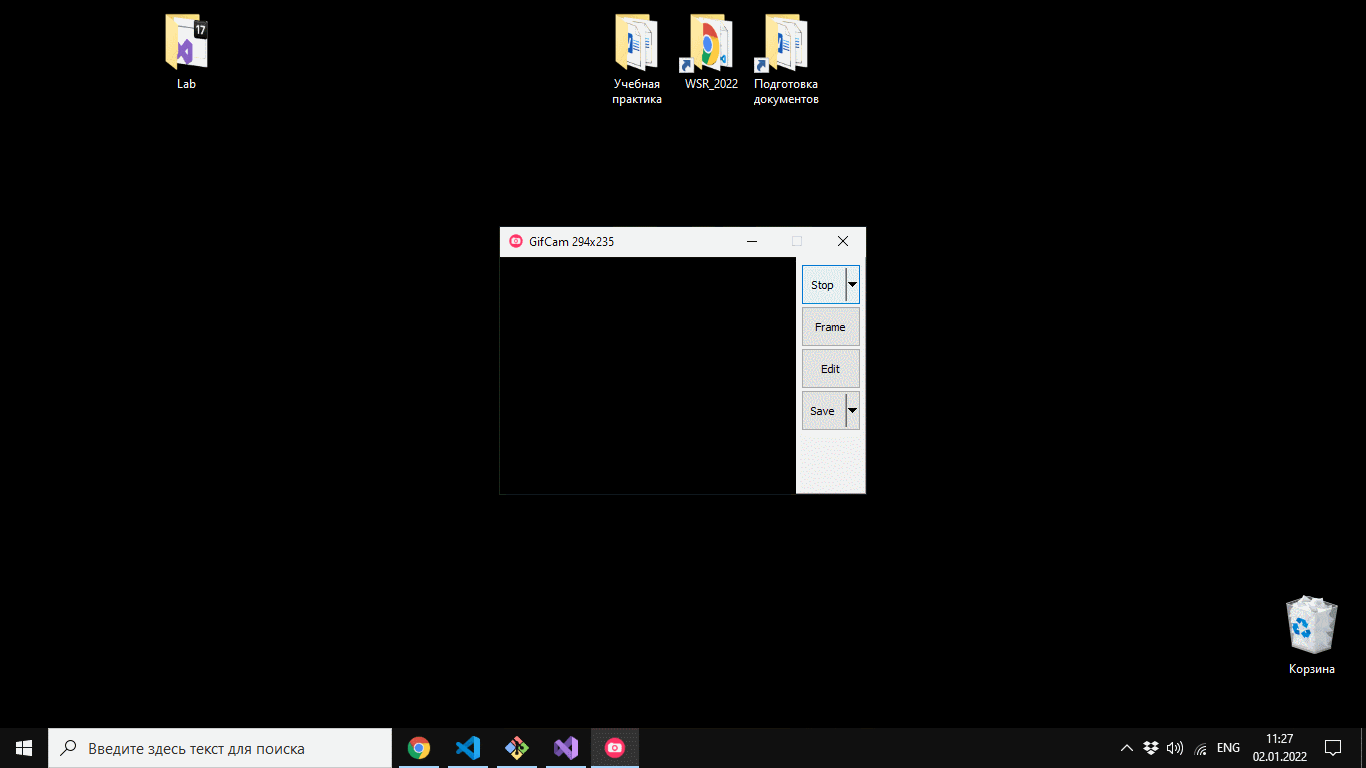 17
Lab
Учебная
практика
WSR_2022
Подготовка
документов
GifCam 294x235
Stop
Frame
Edit
Save
Корзина
Введите здесь текст для поиска
ENG
11:27
02.01.2022